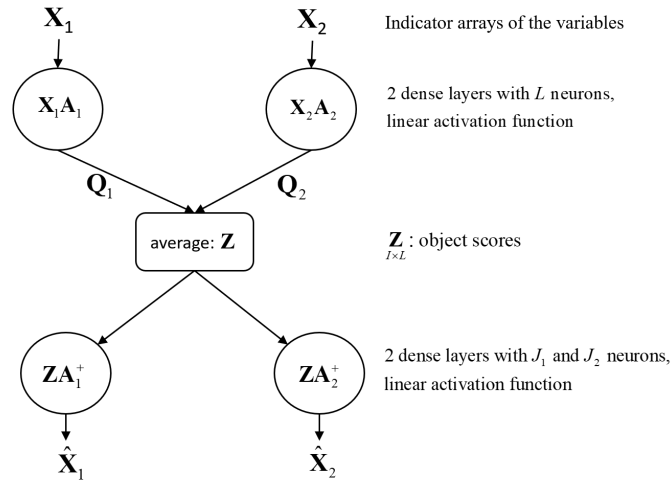 X₁ X₂ Indicator arrays of the variables
X₁A₁ X₂A₂ 2 dense layers with L neurons,
linear activation function
Q₁ Q₂
average: Z Z : object scores
I×L
ZA₁⁺ ZA₂⁺ 2 dense layers with J₁ and J₂ neurons,
linear activation function
X̂₁ X̂₂